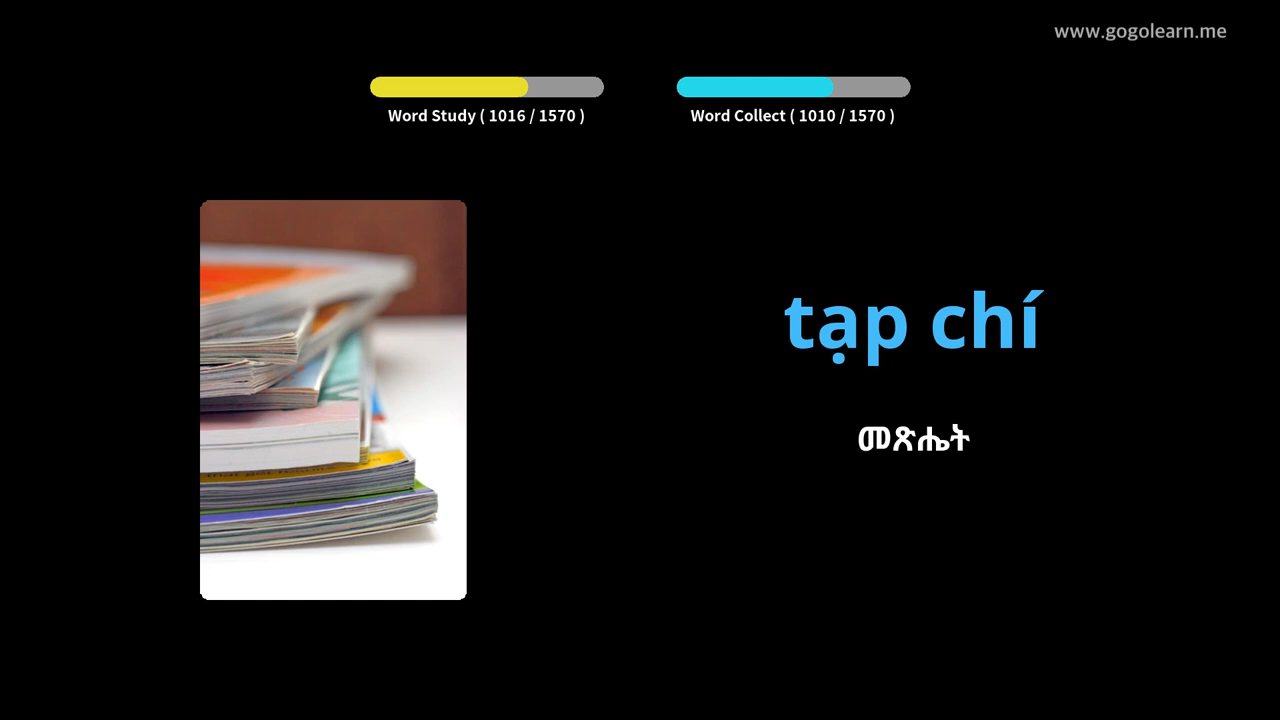 www.gogolearn.me
Word Study ( 1016 / 1570 )
Word Collect ( 1010 / 1570 )
tạp chí
መጽሔት